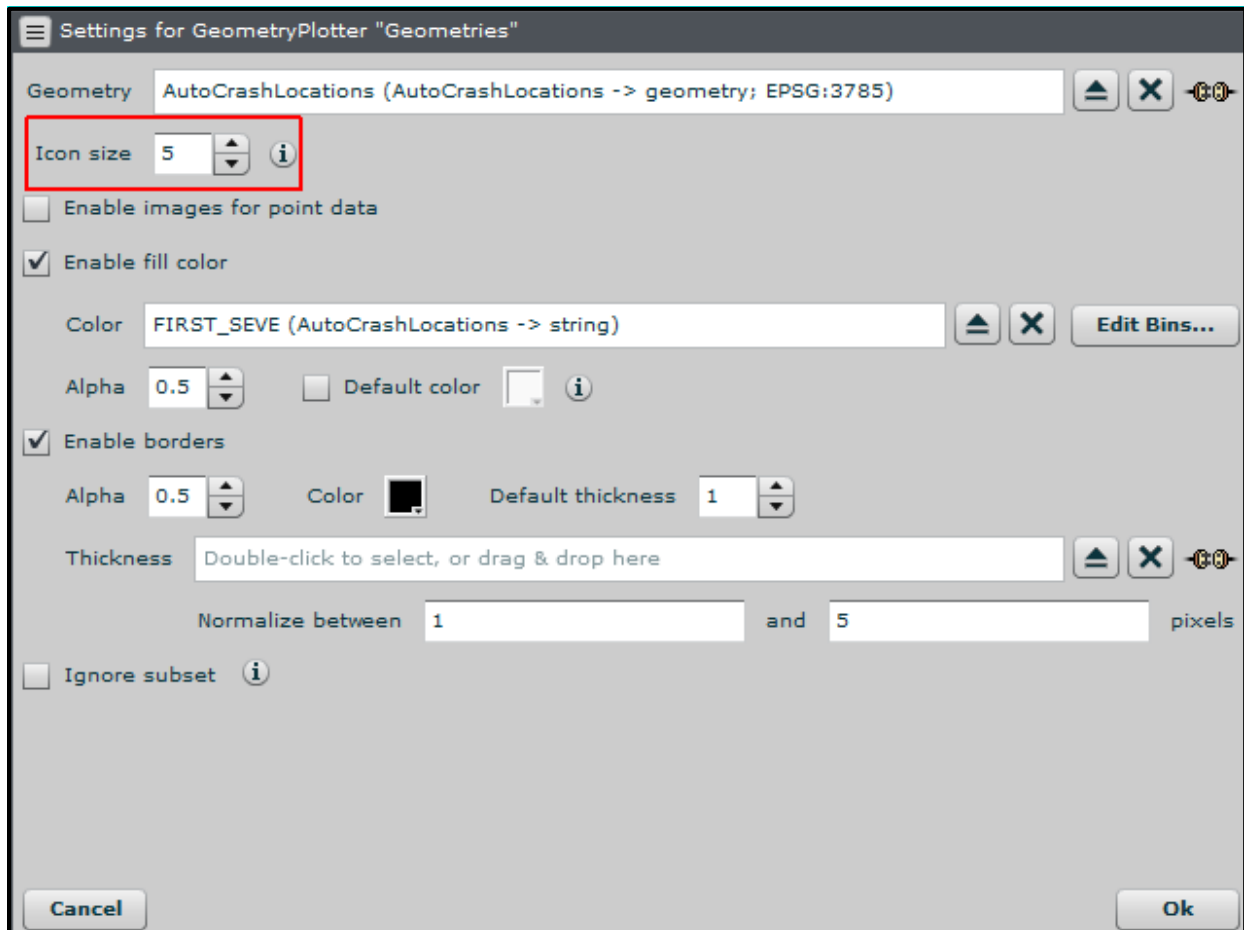 Settings for GeometryPlotter "Geometries"
Geometry AutoCrashLocations (AutoCrashLocations -> geometry; EPSG:3785)
Icon size 5
Enable images for point data
Enable fill color
Color FIRST_SEVE (AutoCrashLocations -> string) Edit Bins...
Alpha 0.5 Default color
Enable borders
Alpha 0.5 Color Default thickness 1
Thickness Double-click to select, or drag & drop here
Normalize between 1 and 5 pixels
Ignore subset
Cancel Ok